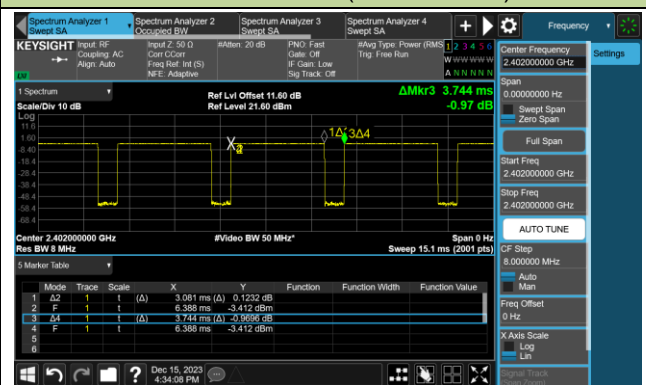 Spectrum Analyzer 1
Swept SA
Spectrum Analyzer 2
Occupied BW
Spectrum Analyzer 3
Swept SA
Spectrum Analyzer 4
Swept SA
Frequency
KEYSIGHT
Input: RF
Coupling: AC
Align: Auto
Input Z: 50 Ω
Corr CCorr
Freq Ref: Int (S)
NFE: Adaptive
#Atten: 20 dB
PNO: Fast
Gate: Off
IF Gain: Low
Sig Track: Off
#Avg Type: Power (RMS
Trig: Free Run
1 2 3 4 5 6
W W W W W W
A N N N N N
Center Frequency
2.402000000 GHz
Settings
Span
0.00000000 Hz
Swept Span
Zero Span
Full Span
Start Freq
2.402000000 GHz
Stop Freq
2.402000000 GHz
AUTO TUNE
CF Step
8.000000 MHz
Auto
Man
Freq Offset
0 Hz
X Axis Scale
Log
Lin
Signal Track
1 Spectrum
Scale/Div 10 dB
Ref Lvl Offset 11.60 dB
Ref Level 21.60 dBm
ΔMkr3 3.744 ms
-0.97 dB
Log
11.6
1.60
-8.40
-18.4
-28.4
-38.4
-48.4
-58.4
-68.4
Center 2.402000000 GHz
Res BW 8 MHz
#Video BW 50 MHz*
Span 0 Hz
Sweep 15.1 ms (2001 pts)
5 Marker Table
Mode Trace Scale X Y Function Function Width Function Value
1 Δ2 1 t (Δ) 3.081 ms (Δ) 0.1232 dB
2 F 1 t 6.388 ms -3.412 dBm
3 Δ4 1 t (Δ) 3.744 ms (Δ) -0.9696 dB
4 F 1 t 6.388 ms -3.412 dBm
5
6
Dec 15, 2023
4:34:08 PM